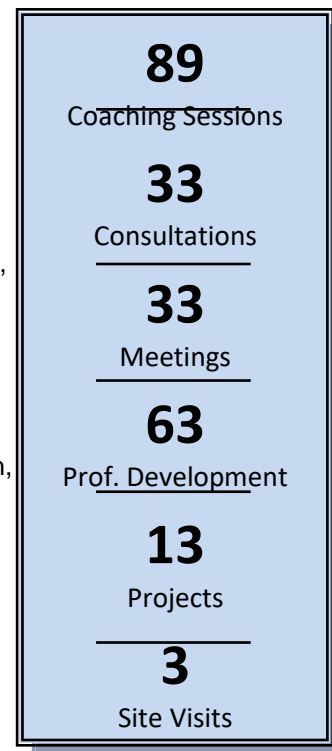 89
Coaching Sessions
33
Consultations
,
33
Meetings
63
n,
Prof. Development
13
Projects
3
Site Visits